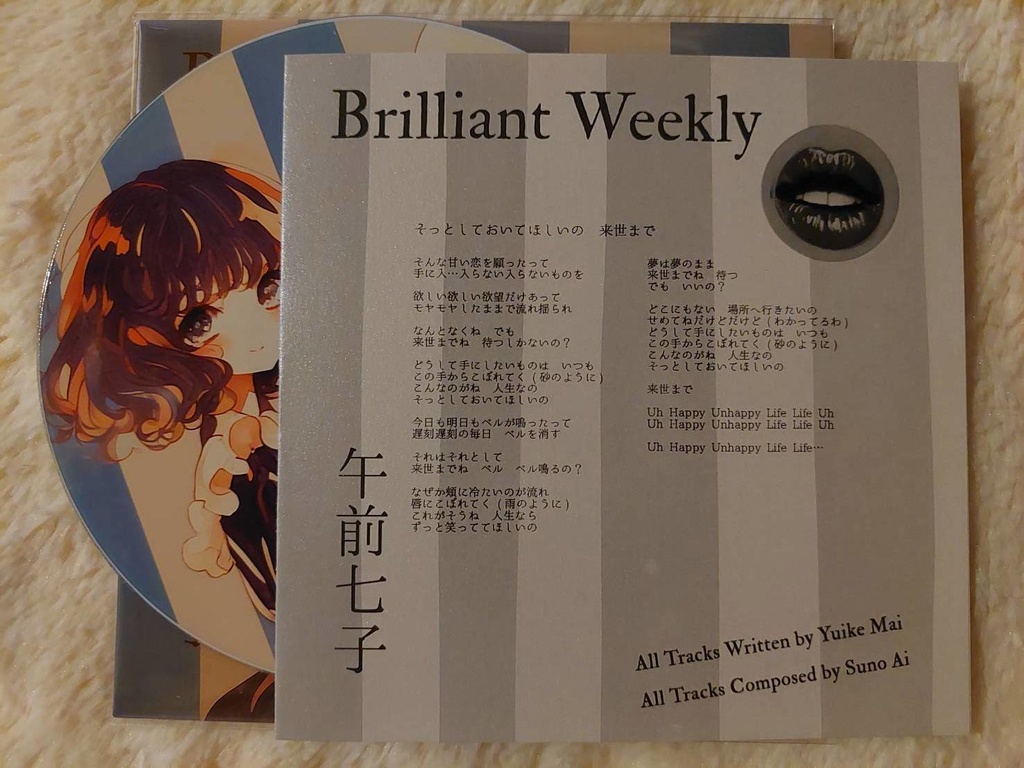 Brilliant Weekly
そっとしておいてほしいの　来世まで
そんな甘い恋を願ったって
手に入…入らない入らないものを
欲しい欲しい欲望だけあって
モヤモヤしたままで流れ揺られ
なんとなくね　でも
来世までね　待つしかないの？
どうして手にしたいものは　いつも
この手からこぼれてく(砂のように)
こんなのがね　人生なの
そっとしておいてほしいの
今日も明日もベルが鳴ったって
遅刻遅刻の毎日　ベルを消す
それはそれとして
来世までね　ベル　ベル鳴るの？
なぜか頬に冷たいのが流れ
唇にこぼれてく(雨のように)
これがそうね　人生なら
ずっと笑っててほしいの
夢は夢のまま
来世までね　待つ
でも　いいの？
どこにもない　場所へ行きたいの
せめてねだけどだけど(わかってるわ)
どうして手にしたいものは　いつも
この手からこぼれてく(砂のように)
こんなのがね　人生なの
そっとしておいてほしいの
来世まで
Uh Happy Unhappy Life Life Uh
Uh Happy Unhappy Life Life Uh
Uh Happy Unhappy Life Life…
午前七子
All Tracks Written by Yuike Mai
All Tracks Composed by Suno Ai